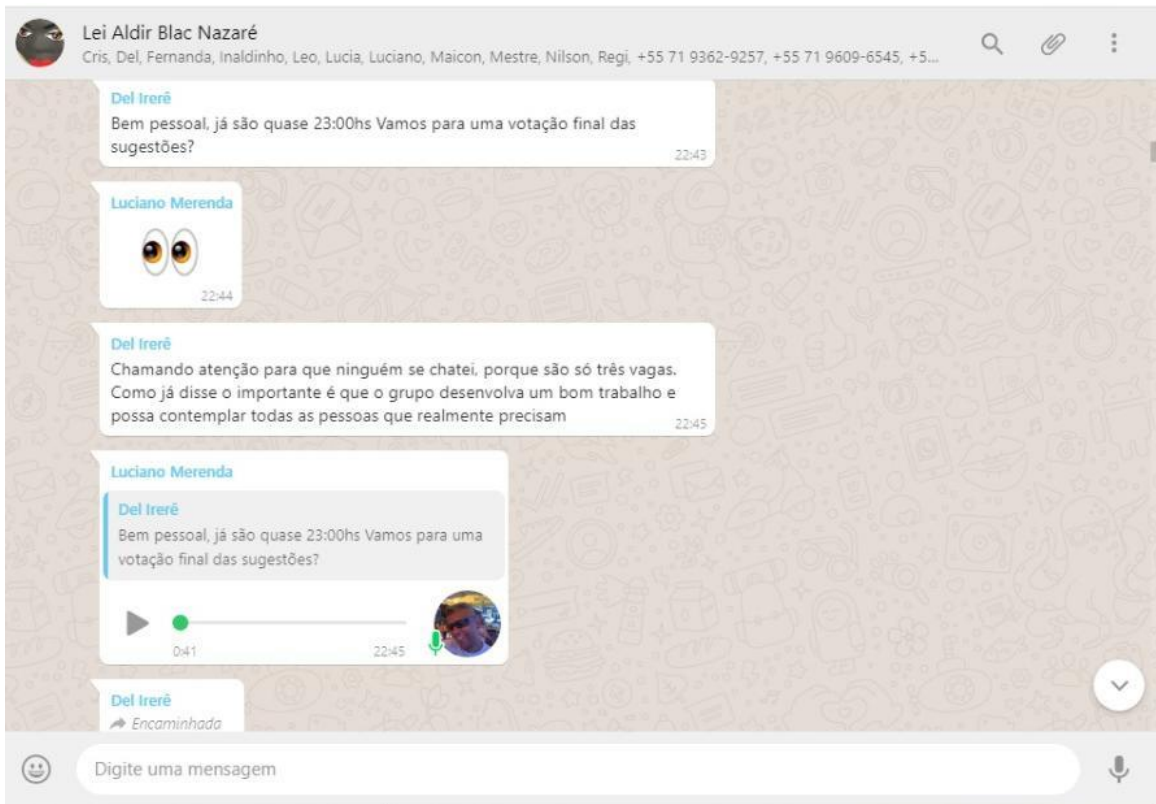 Lei Aldir Blac Nazaré
Cris, Del, Fernanda, Inaldinho, Leo, Lucia, Luciano, Maicon, Mestre, Nilson, Regi, +55 71 9362-9257, +55 71 9609-6545, +5...
Del Irerê
Bem pessoal, já são quase 23:00hs Vamos para uma votação final das
sugestões?
22:43
Luciano Merenda
22:44
Del Irerê
Chamando atenção para que ninguém se chatei, porque são só três vagas.
Como já disse o importante é que o grupo desenvolva um bom trabalho e
possa contemplar todas as pessoas que realmente precisam
22:45
Luciano Merenda
Del Irerê
Bem pessoal, já são quase 23:00hs Vamos para uma
votação final das sugestões?
0:41 22:45
Del Irerê
Encaminhada
Digite uma mensagem